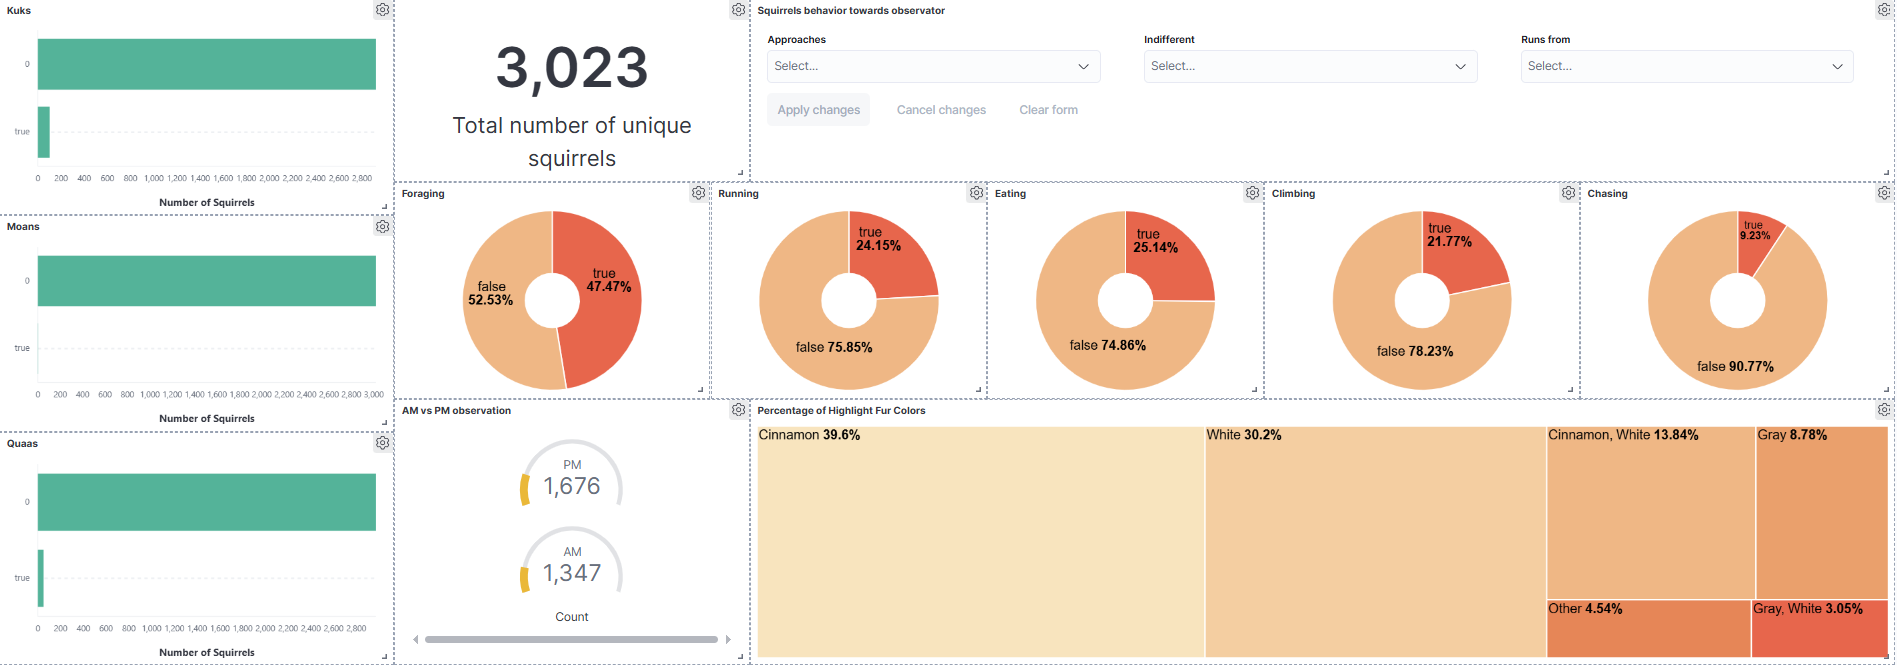 Kuks
0
true
0 200 400 600 800 1,000 1,200 1,400 1,600 1,800 2,000 2,200 2,400 2,600 2,800
Number of Squirrels
3,023
Total number of unique
squirrels
Squirrels behavior towards observator
Approaches
Select...
Indifferent
Select...
Runs from
Select...
Apply changes
Cancel changes
Clear form
Moans
0
true
0 200 400 600 800 1,000 1,200 1,400 1,600 1,800 2,000 2,200 2,400 2,600 2,800 3,000
Number of Squirrels
Foraging
true
47.47%
false
52.53%
Running
true
24.15%
false 75.85%
Eating
true
25.14%
false 74.86%
Climbing
true
21.77%
false 78.23%
Chasing
true
9.23%
false 90.77%
Quaas
0
true
0 200 400 600 800 1,000 1,200 1,400 1,600 1,800 2,000 2,200 2,400 2,600 2,800
Number of Squirrels
AM vs PM observation
PM
1,676
AM
1,347
Count
Percentage of Highlight Fur Colors
Cinnamon 39.6%
White 30.2%
Cinnamon, White 13.84%
Gray 8.78%
Other 4.54%
Gray, White 3.05%